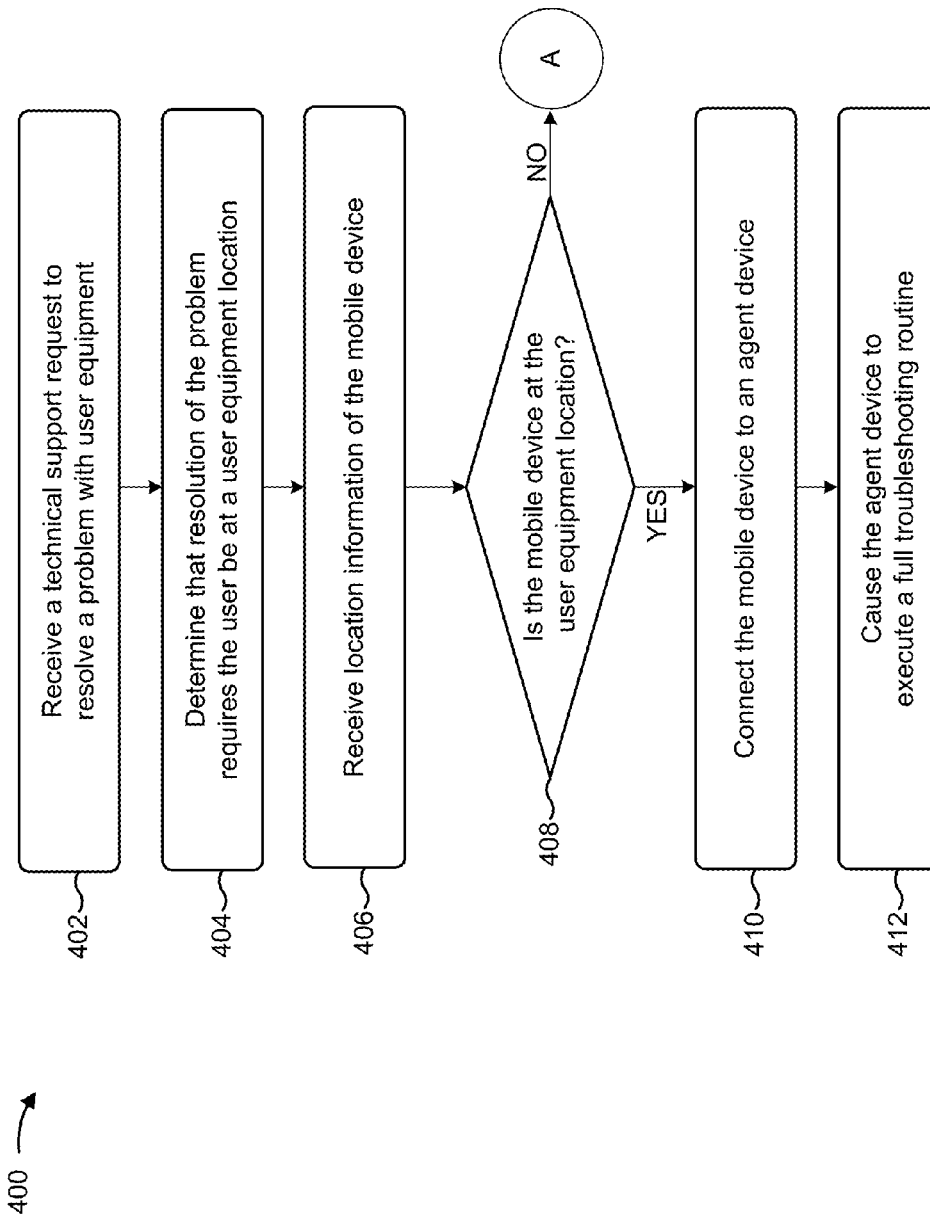 400
402
Receive a technical support request to
resolve a problem with user equipment
404
Determine that resolution of the problem
requires the user be at a user equipment location
406
Receive location information of the mobile device
408
Is the mobile device at the
user equipment location?
NO
A
YES
410
Connect the mobile device to an agent device
412
Cause the agent device to
execute a full troubleshooting routine